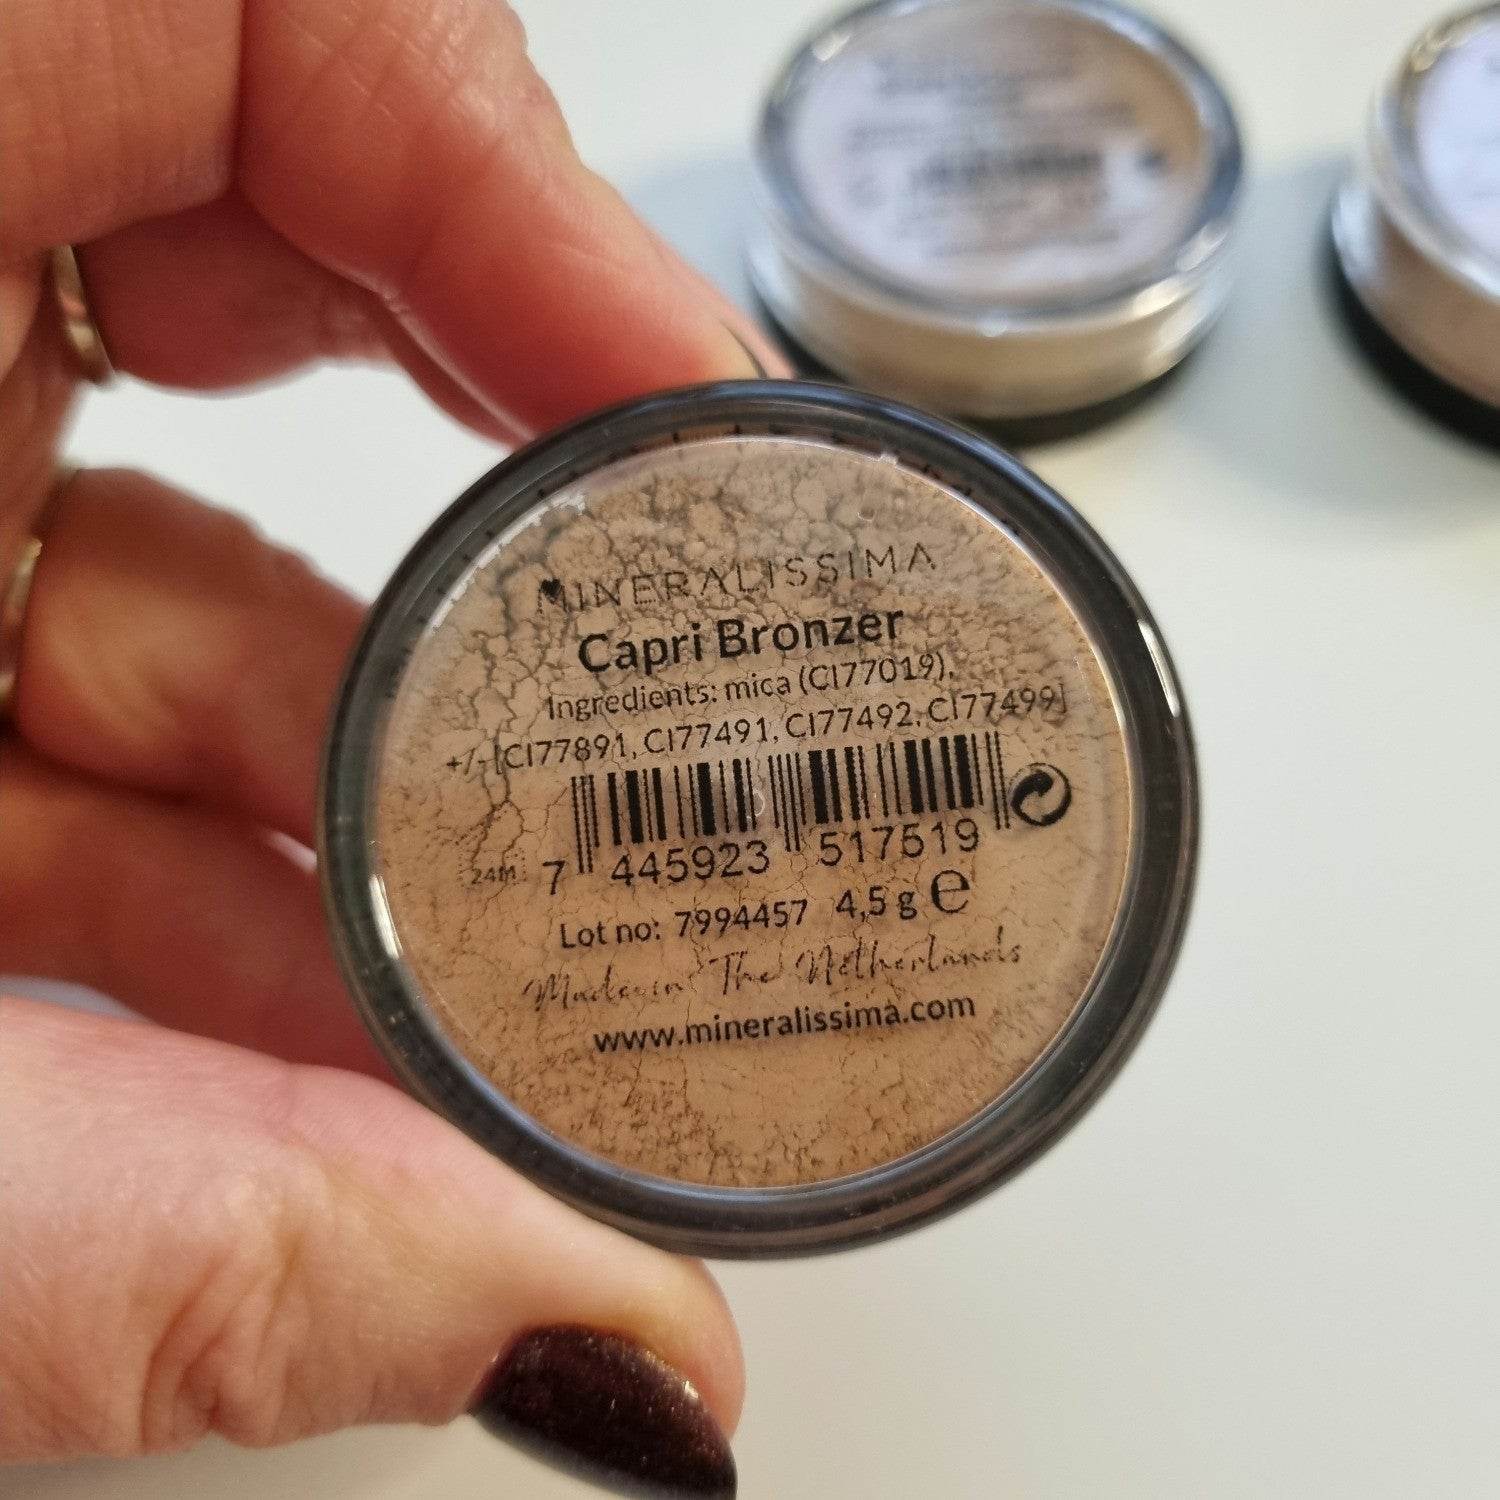 MINERALISSIMA
Capri Bronzer
Ingredients: mica (CI77019),
+/-[CI77891, CI77491, CI77492, CI77499]
24M
7 445923 517519
Lot no: 7994457 4,5 g e
Made in The Netherlands
www.mineralissima.com